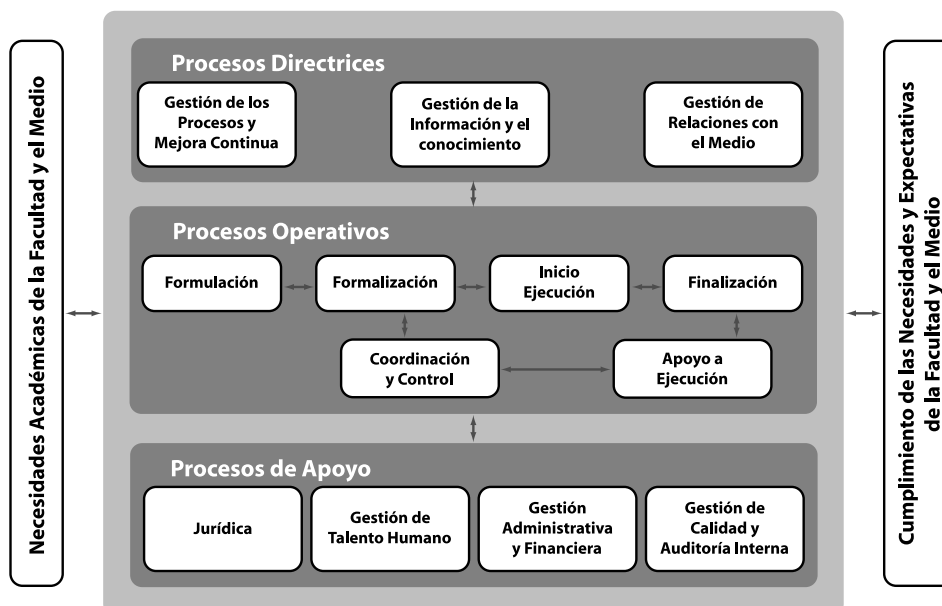 Necesidades Académicas de la Facultad y el Medio
Procesos Directrices
Gestión de los
Procesos y
Mejora Continua
Gestión de la
Información y el
conocimiento
Gestión de
Relaciones con
el Medio
Procesos Operativos
Formulación
Formalización
Inicio
Ejecución
Finalización
Coordinación
y Control
Apoyo a
Ejecución
Procesos de Apoyo
Jurídica
Gestión de
Talento Humano
Gestión
Administrativa
y Financiera
Gestión de
Calidad y
Auditoría Interna
Cumplimiento de las Necesidades y Expectativas
de la Facultad y el Medio